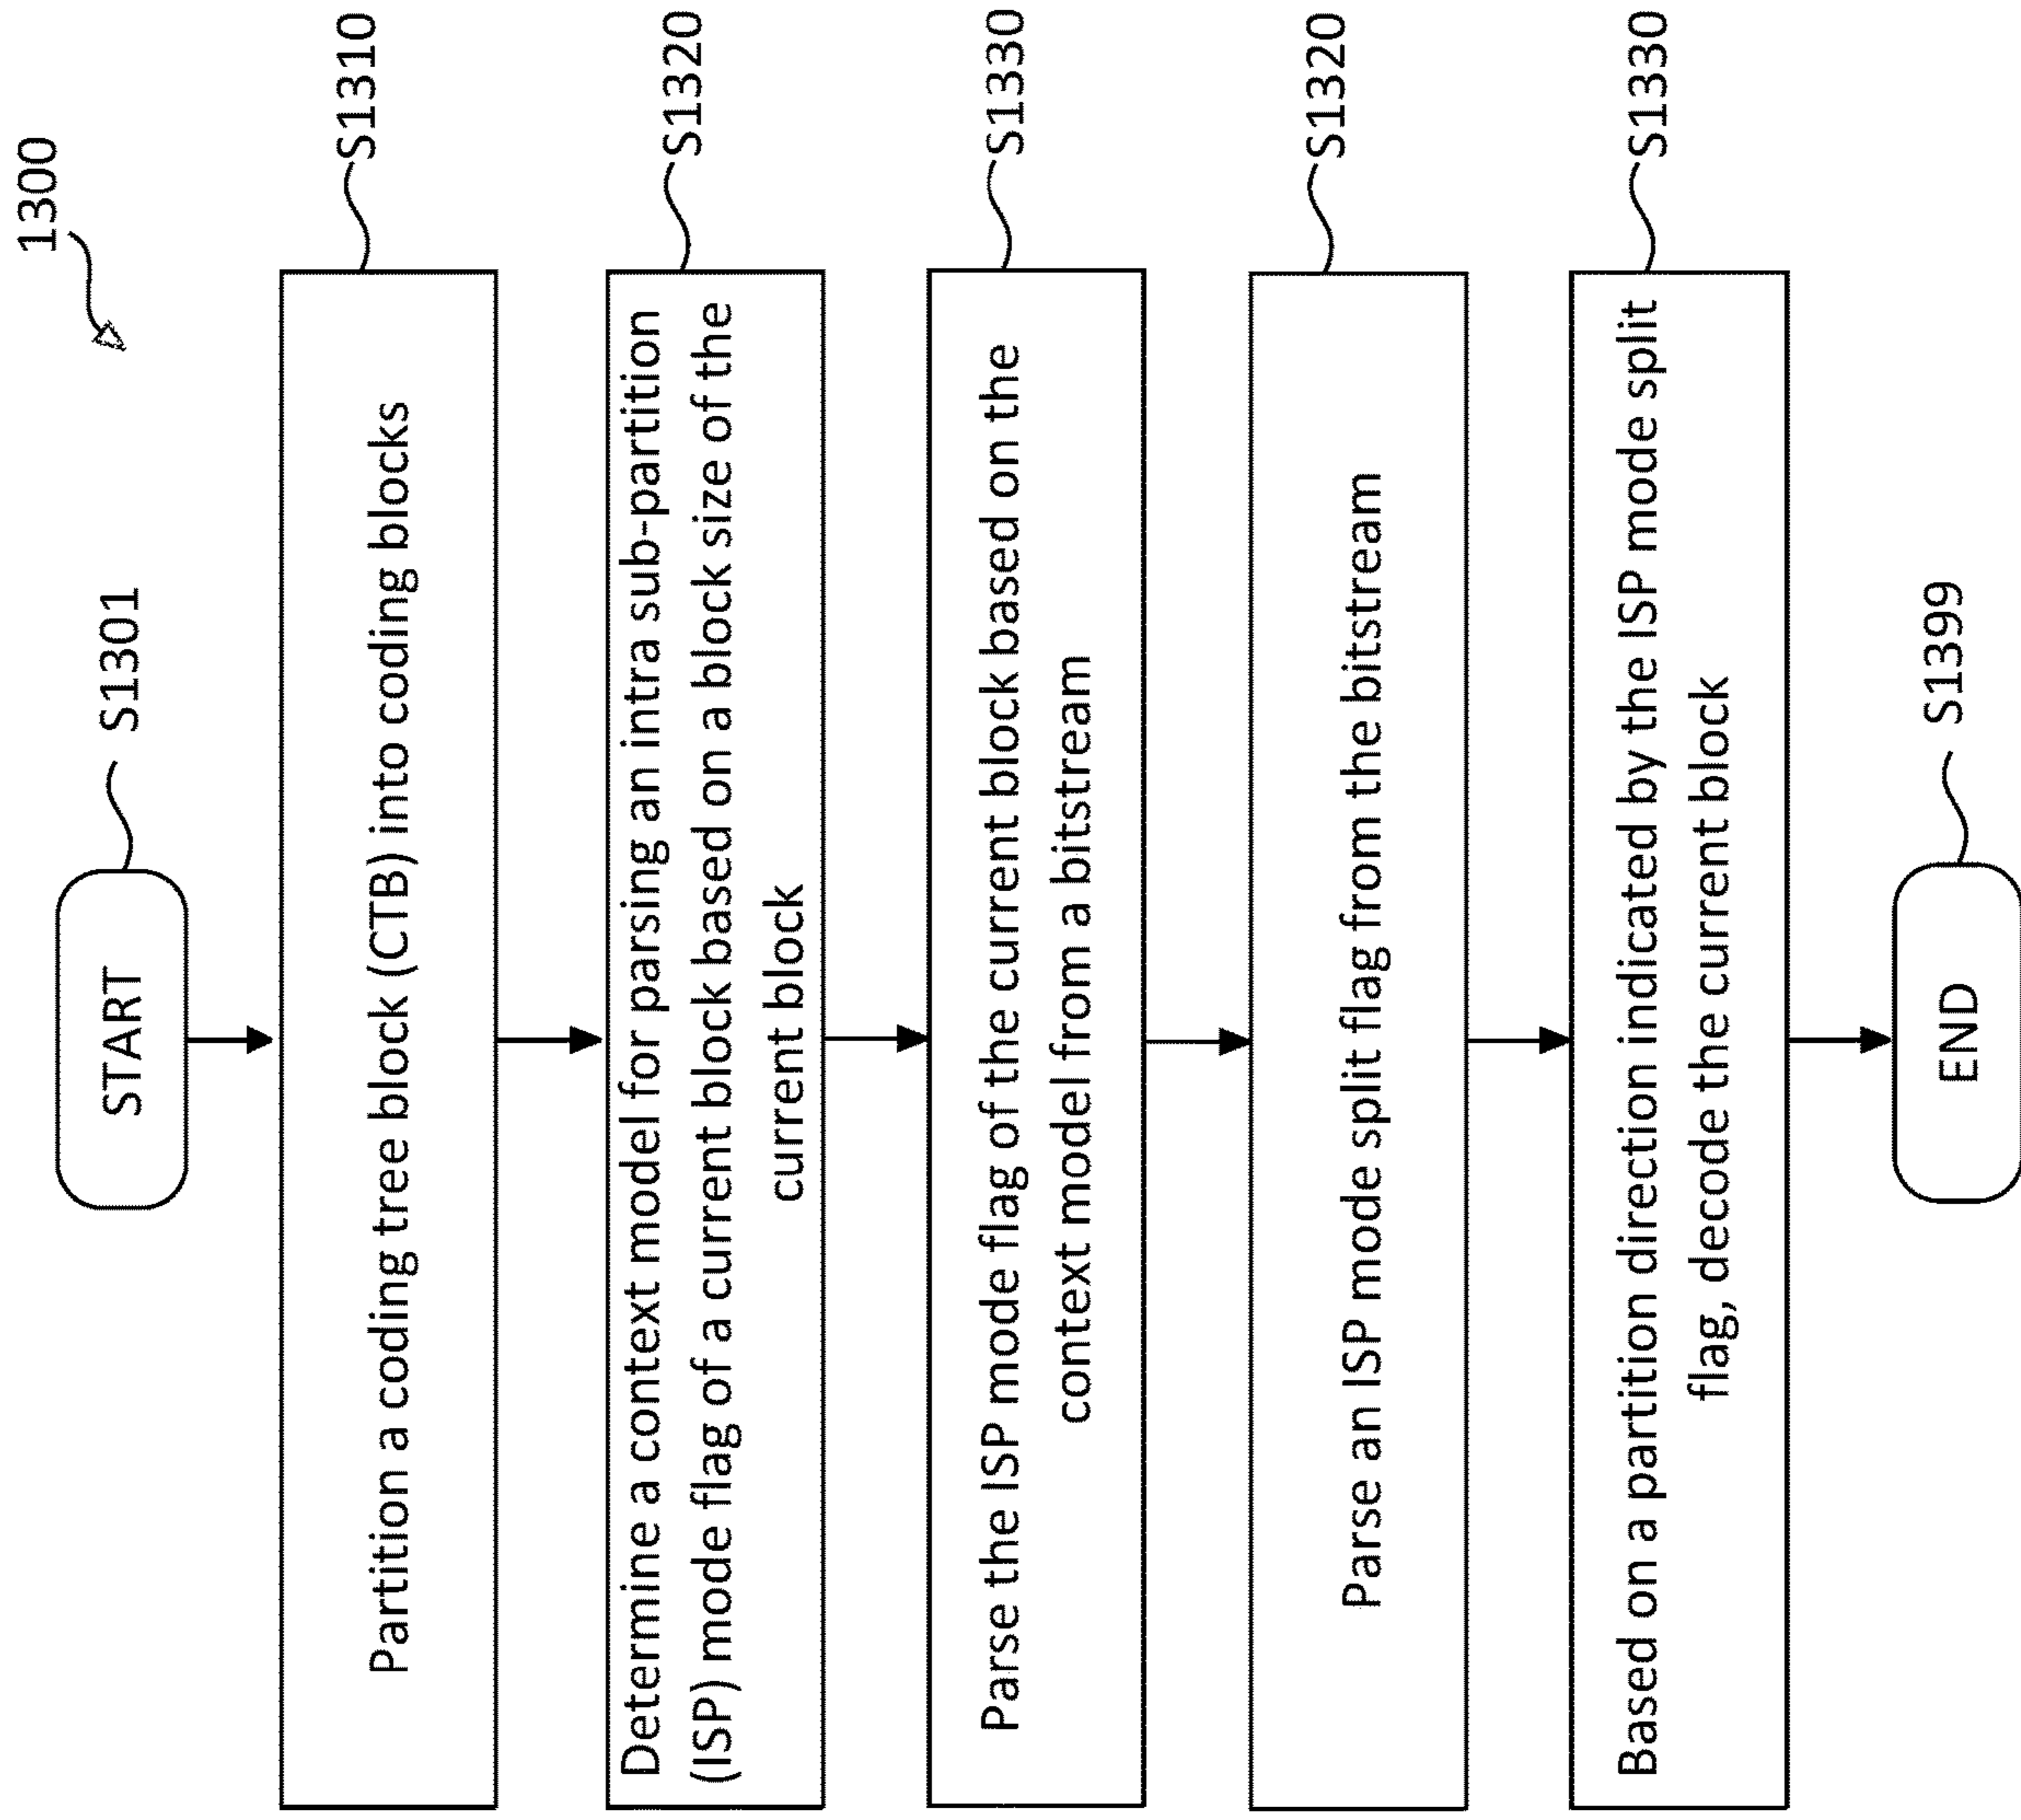 1300
START
S1301
Partition a coding tree block (CTB) into coding blocks
S1310
Determine a context model for parsing an intra sub-partition
(ISP) mode flag of a current block based on a block size of the
current block
S1320
Parse the ISP mode flag of the current block based on the
context model from a bitstream
S1330
Parse an ISP mode split flag from the bitstream
S1320
Based on a partition direction indicated by the ISP mode split
flag, decode the current block
S1330
END
S1399